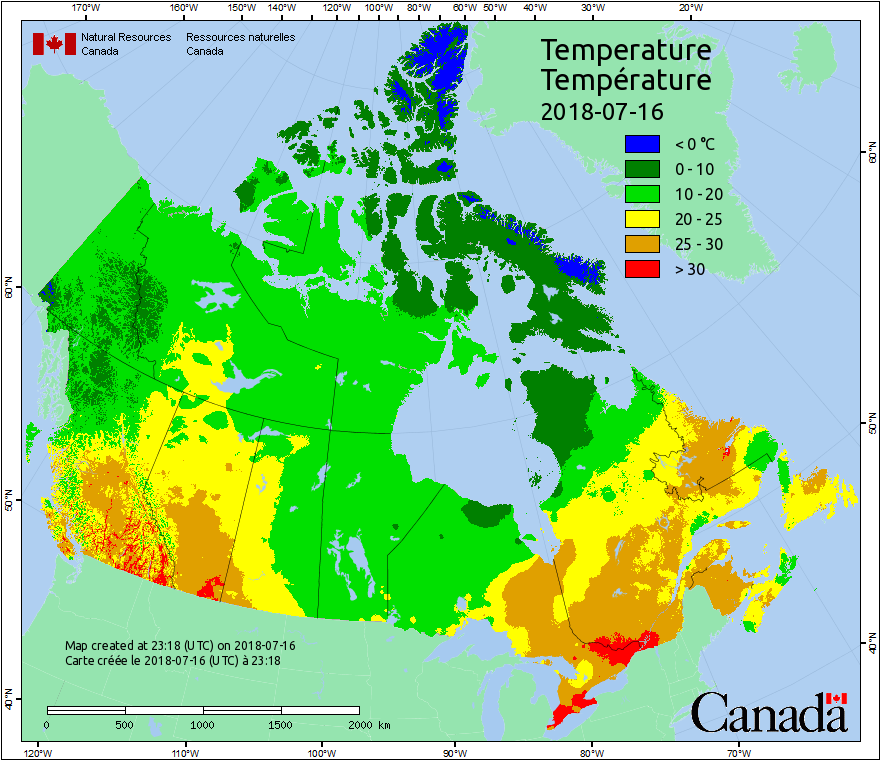 170°W 160°W 150°W 140°W 130°W 120°W 110°W 100°W 80°W 60°W 50°W 40°W 30°W 20°W
Natural Resources Ressources naturelles
Canada Canada
Temperature
Température
2018-07-16
< 0 °C
0 - 10
10 - 20
20 - 25
25 - 30
> 30
60°N
50°N
40°N
60°N
50°N
40°N
Map created at 23:18 (UTC) on 2018-07-16
Carte créée le 2018-07-16 (UTC) à 23:18
0 500 1000 1500 2000 km
Canada
120°W 110°W 100°W 90°W 80°W 70°W